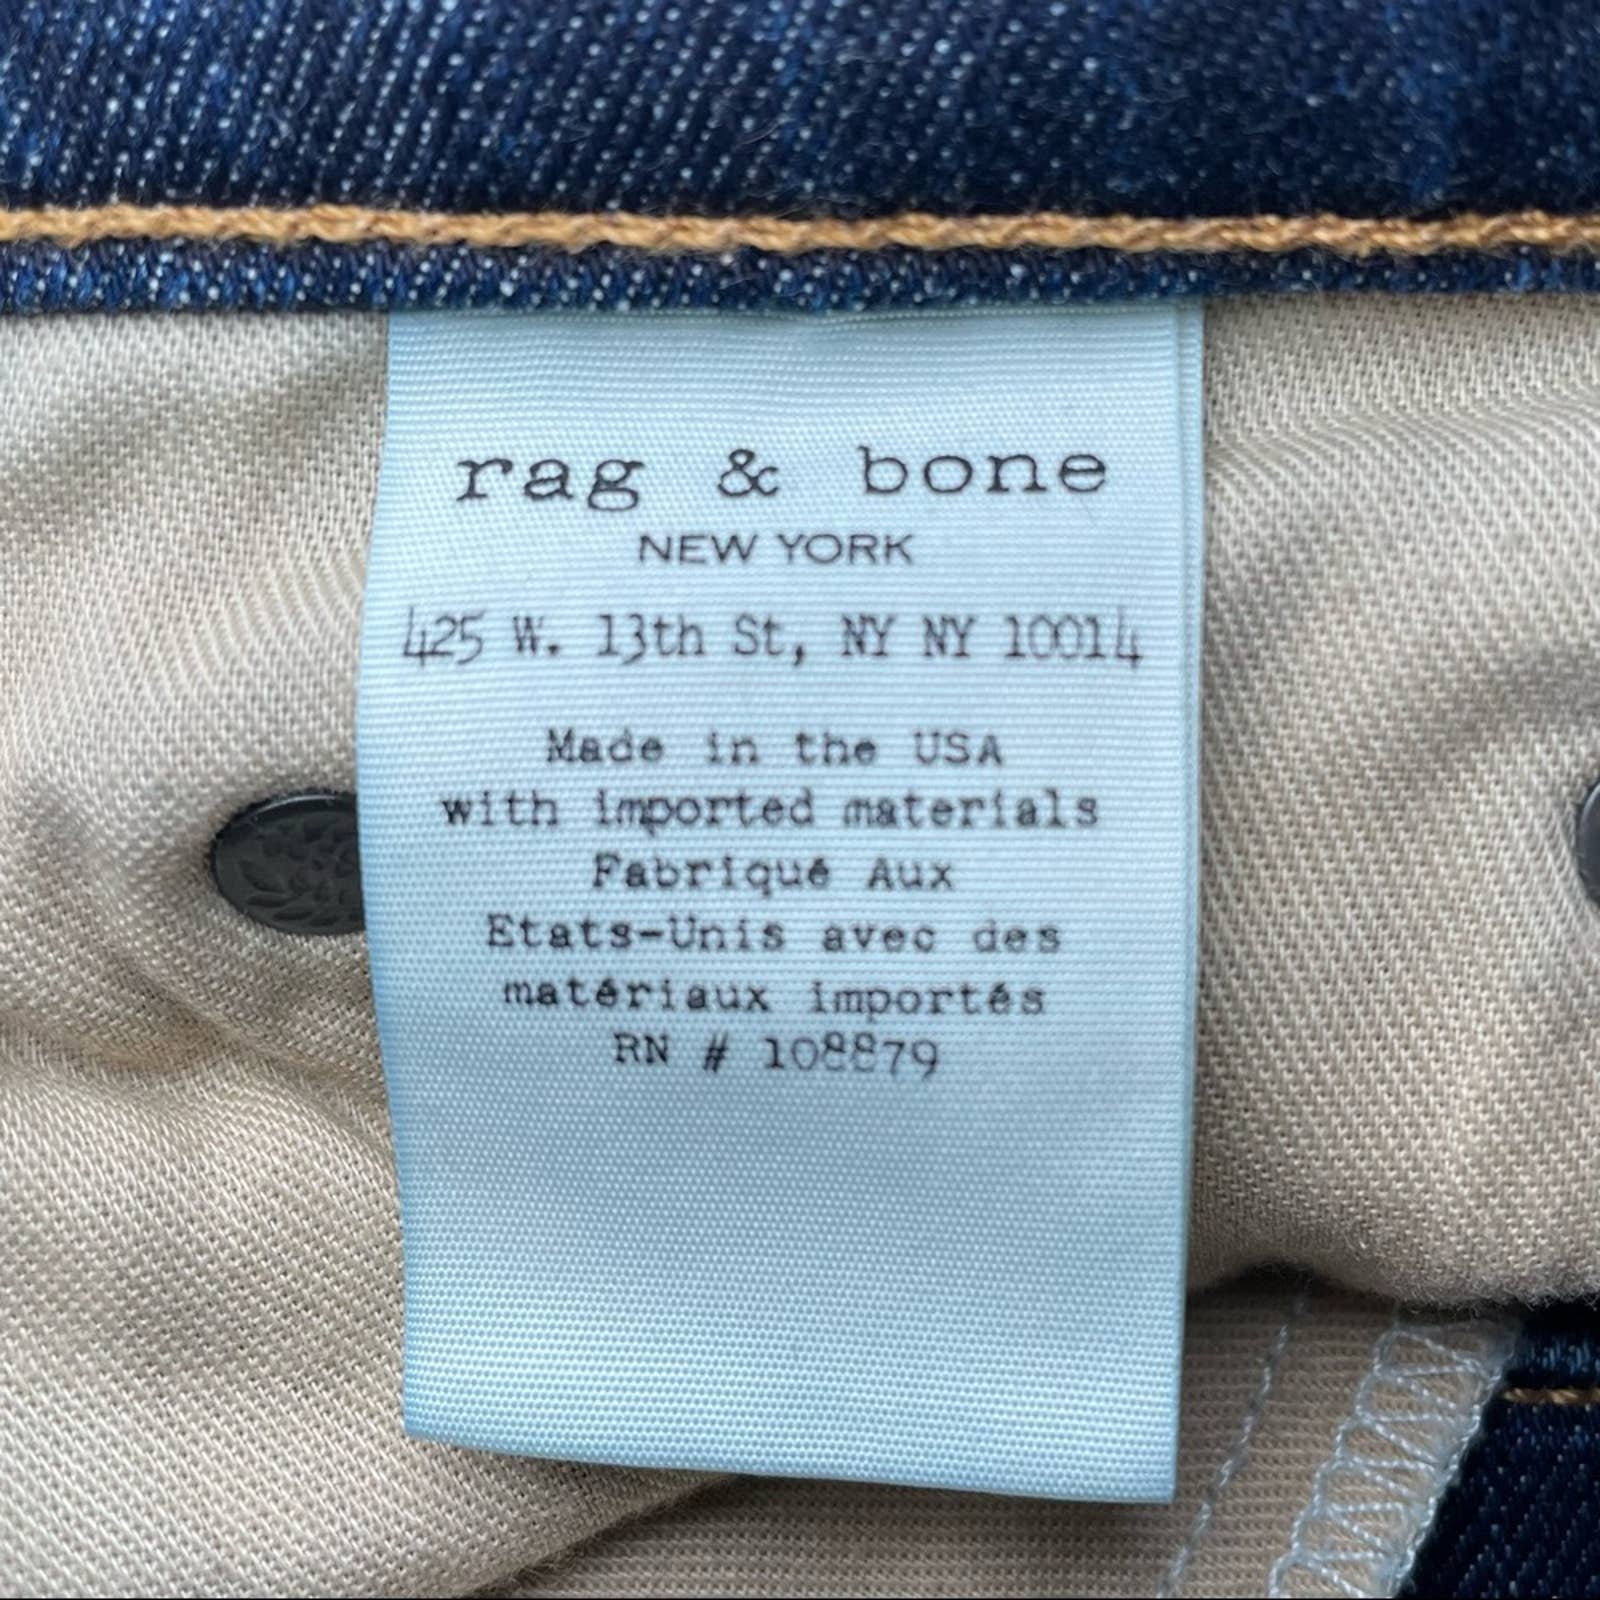 rag & bone
NEW YORK
425 W. 13th St, NY NY 10014
Made in the USA
with imported materials
Fabriqué Aux
Etats-Unis avec des
matériaux importés
RN # 108879